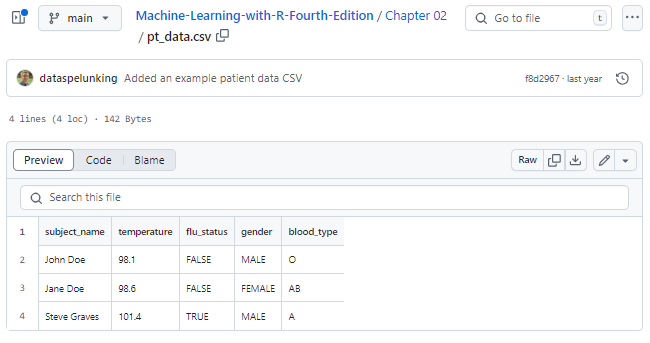 main
Machine-Learning-with-R-Fourth-Edition / Chapter 02
/ pt_data.csv
Go to file
t
dataspelunking Added an example patient data CSV
f8d2967 · last year
4 lines (4 loc) · 142 Bytes
Preview Code Blame
Raw
Search this file
1 subject_name temperature flu_status gender blood_type
2 John Doe 98.1 FALSE MALE O
3 Jane Doe 98.6 FALSE FEMALE AB
4 Steve Graves 101.4 TRUE MALE A